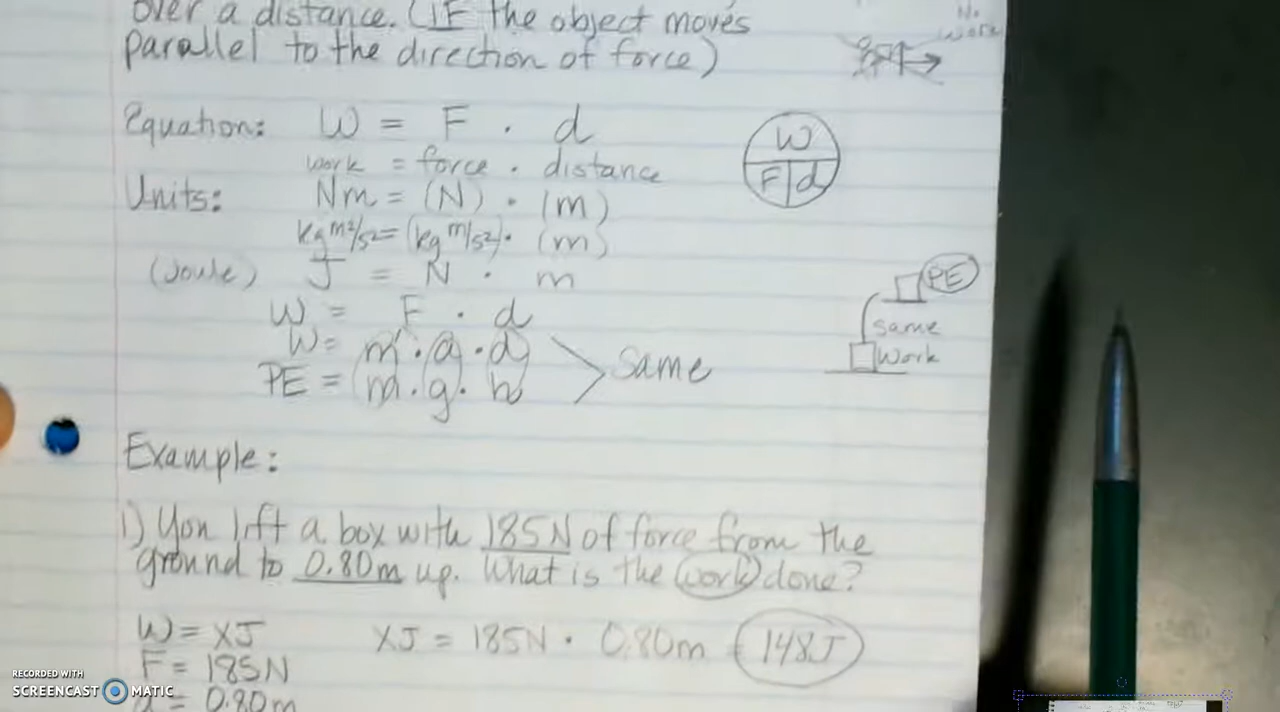 over a distance. (IF the object moves
parallel to the direction of force)
No
work
Equation: W = F . d
work = force . distance
W
F d
Units: Nm = (N) . (m)
kg m²/s² = (kg m/s²) . (m)
(Joule) J = N . m
W = F . d
W = m . a . d
PE = m . g . h
> same
PE
same
work
Example:
1) You lift a box with 185N of force from the
ground to 0.80m up. What is the work done?
W = XJ XJ = 185N . 0.80m = 148J
F = 185N
d = 0.80m
RECORDED WITH
SCREENCAST MATIC